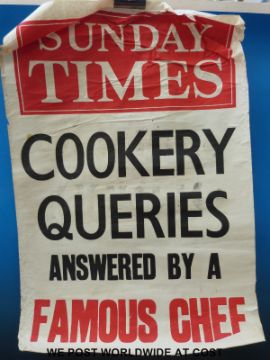 SUNDAY
TIMES
COOKERY
QUERIES
ANSWERED BY A
FAMOUS CHEF
WE POST WORLDWIDE AT COST